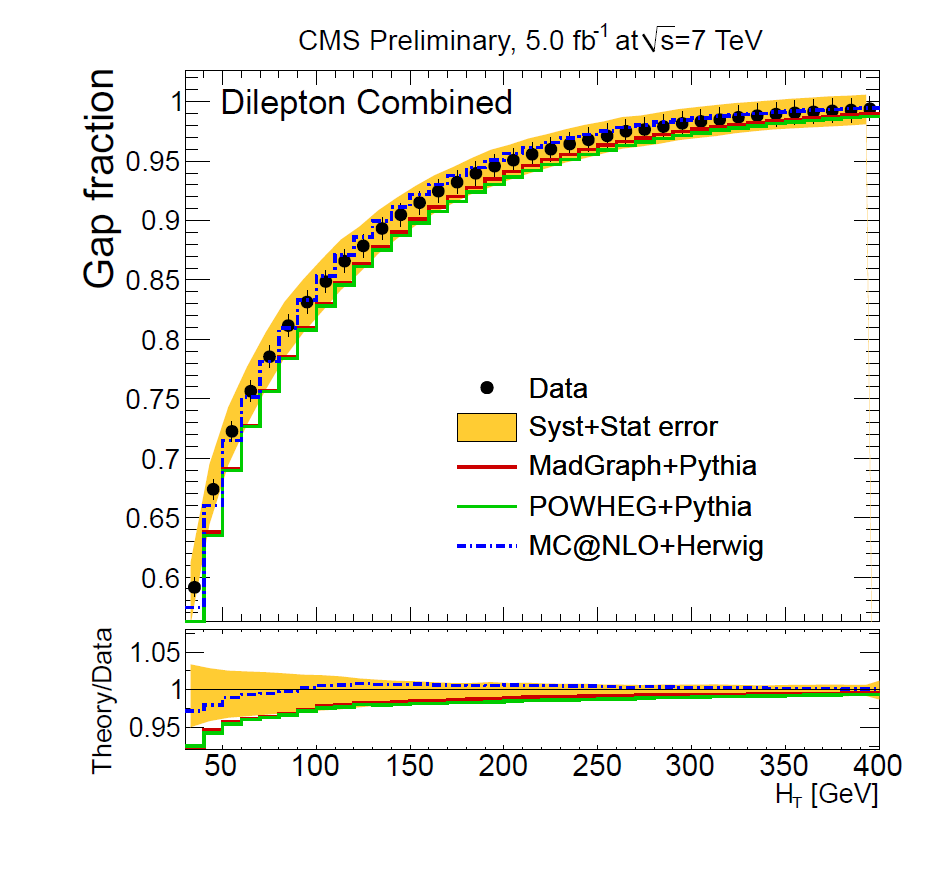 CMS Preliminary, 5.0 fb⁻¹ at √s=7 TeV
Dilepton Combined
Gap fraction
1
0.95
0.9
0.85
0.8
0.75
0.7
0.65
0.6
Data
Syst+Stat error
MadGraph+Pythia
POWHEG+Pythia
MC@NLO+Herwig
Theory/Data
1.05
1
0.95
50 100 150 200 250 300 350 400
H_T [GeV]